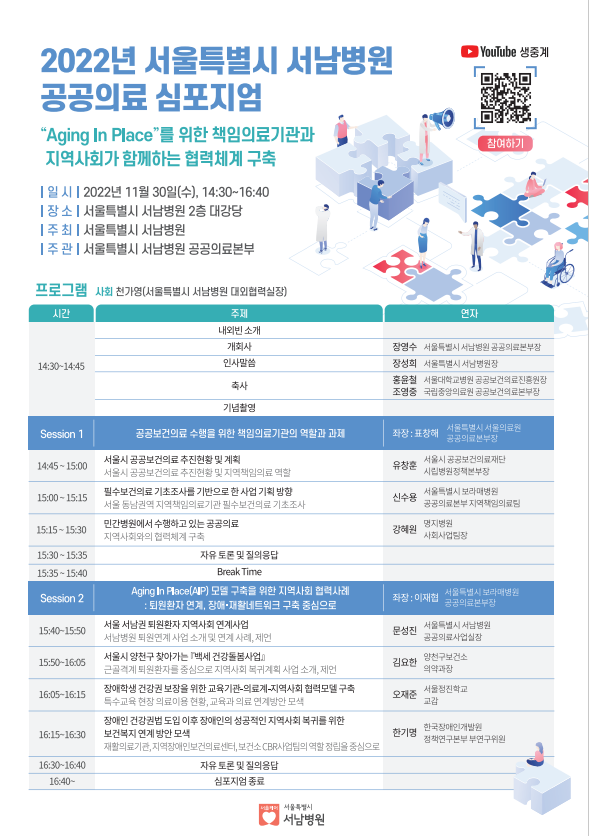 2022년 서울특별시 서남병원
공공의료 심포지엄
YouTube 생중계
참여하기
“Aging In Place”를 위한 책임의료기관과
지역사회가 함께하는 협력체계 구축
| 일 시 | 2022년 11월 30일(수), 14:30~16:40
| 장 소 | 서울특별시 서남병원 2층 대강당
| 주 최 | 서울특별시 서남병원
| 주 관 | 서울특별시 서남병원 공공의료본부
프로그램 사회 천가영(서울특별시 서남병원 대외협력실장)
시간 주제 연자
14:30~14:45
내외빈 소개
개회사 장영수 서울특별시 서남병원 공공의료본부장
인사말씀 장성희 서울특별시 서남병원장
축사
홍윤철 서울대학교병원 공공보건의료진흥원장
조영중 국립중앙의료원 공공보건의료본부장
기념촬영
Session 1 공공보건의료 수행을 위한 책임의료기관의 역할과 과제 좌장 : 표창해 서울특별시 서울의료원
공공의료본부장
14:45 ~ 15:00
서울시 공공보건의료 추진현황 및 계획
서울시 공공보건의료 추진현황 및 지역책임의료 역할
유창훈 서울시 공공보건의료재단
시립병원정책본부장
15:00 ~ 15:15
필수보건의료 기초조사를 기반으로 한 사업 기획 방향
서울 동남권역 지역책임의료기관 필수보건의료 기초조사
신수용 서울특별시 보라매병원
공공의료본부 지역책임의료팀
15:15 ~ 15:30
민간병원에서 수행하고 있는 공공의료
지역사회와의 협력체계 구축
강혜원 명지병원
사회사업팀장
15:30 ~ 15:35 자유 토론 및 질의응답
15:35 ~ 15:40 Break Time
Session 2
Aging In Place(AIP) 모델 구축을 위한 지역사회 협력사례
: 퇴원환자 연계, 장애•재활네트워크 구축 중심으로
좌장 : 이재협 서울특별시 보라매병원
공공의료본부장
15:40~15:50
서울 서남권 퇴원환자 지역사회 연계사업
서남병원 퇴원연계 사업 소개 및 연계 사례, 제언
문성진 서울특별시 서남병원
공공의료사업실장
15:50~16:05
서울시 양천구 찾아가는 『백세 건강돌봄사업』
근골격계 퇴원환자를 중심으로 지역사회 복귀계획 사업 소개, 제언
김요한 양천구보건소
의약과장
16:05~16:15
장애학생 건강권 보장을 위한 교육기관-의료계-지역사회 협력모델 구축
특수교육 현장 의료이용 현황, 교육과 의료 연계방안 모색
오재준 서울정진학교
교감
16:15~16:30
장애인 건강권법 도입 이후 장애인의 성공적인 지역사회 복귀를 위한
보건복지 연계 방안 모색
재활의료기관, 지역장애인보건의료센터, 보건소 CBR사업팀의 역할 정립을 중심으로
한기명 한국장애인개발원
정책연구본부 부연구위원
16:30~16:40 자유 토론 및 질의응답
16:40~ 심포지엄 종료
서울특별시
서남병원